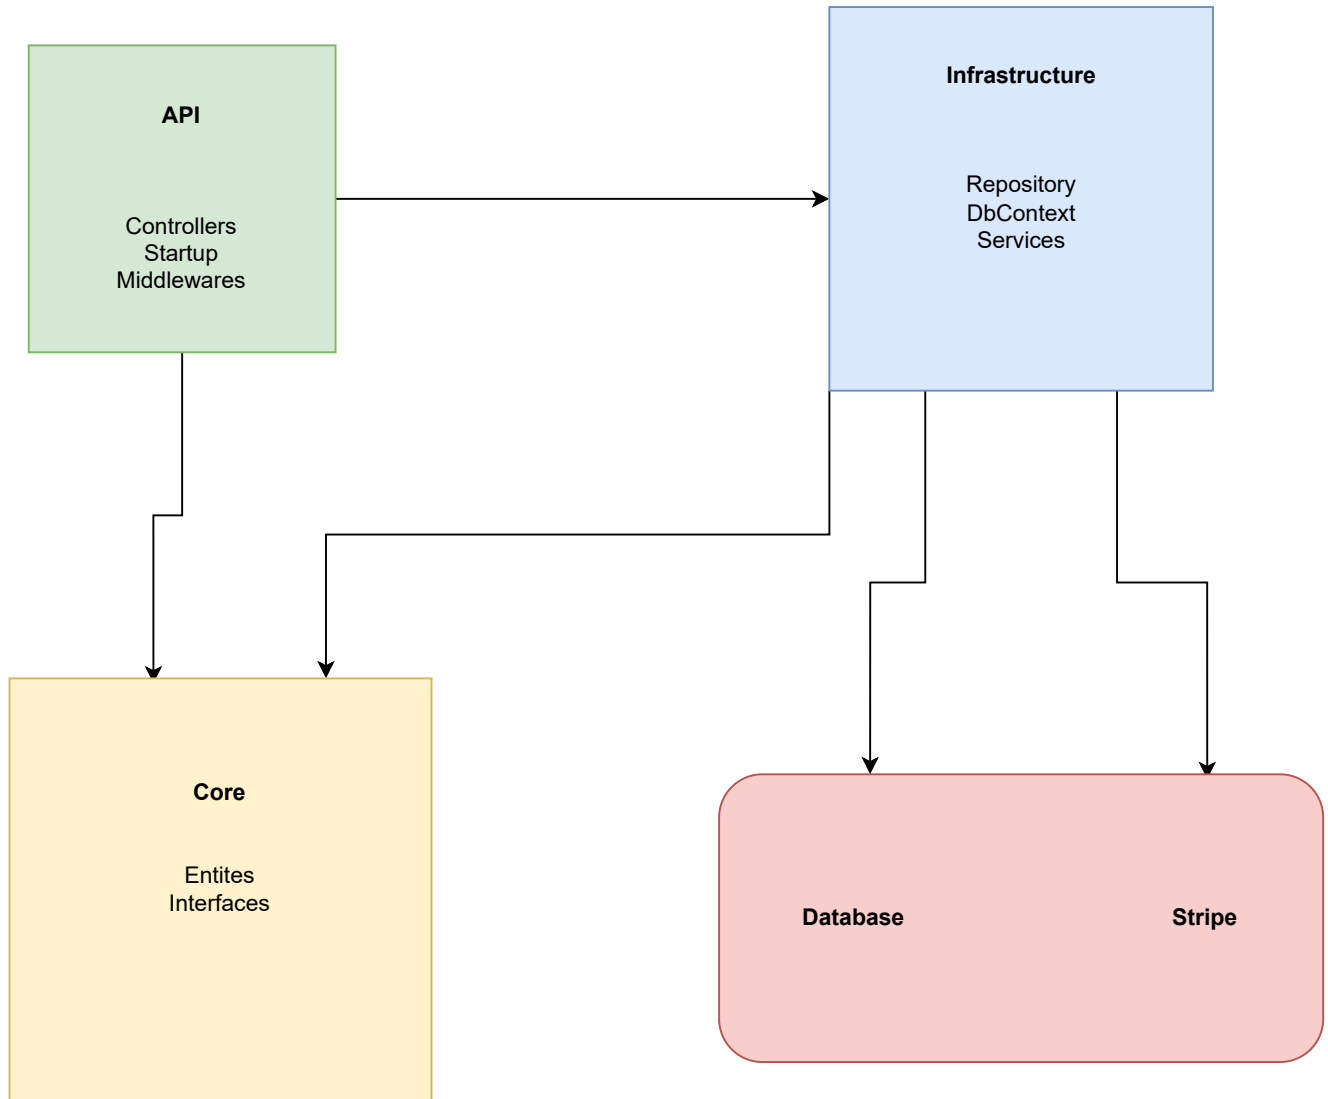 API
Controllers
Startup
Middlewares
Infrastructure
Repository
DbContext
Services
Core
Entites
Interfaces
Database
Stripe